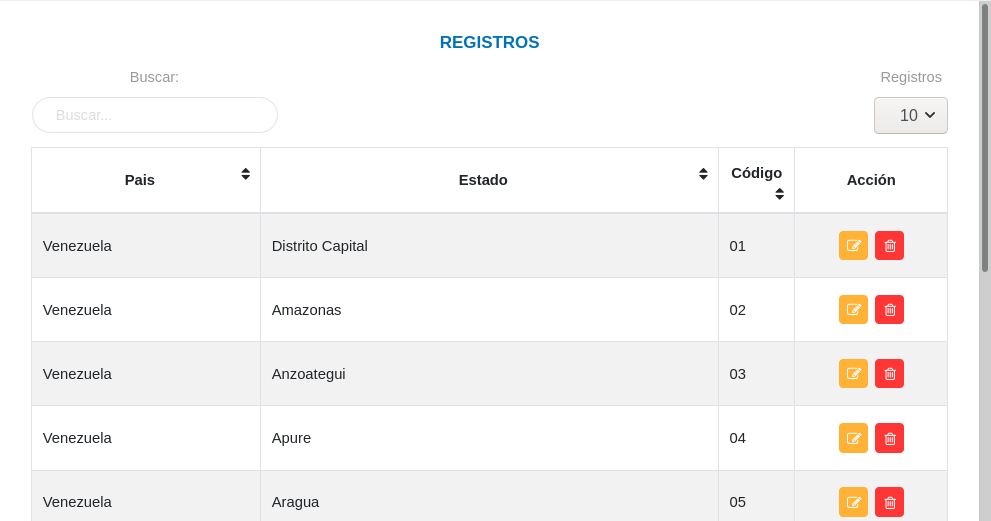 REGISTROS
Buscar: Registros
Buscar... 10
Pais Estado Código Acción
Venezuela Distrito Capital 01
Venezuela Amazonas 02
Venezuela Anzoategui 03
Venezuela Apure 04
Venezuela Aragua 05